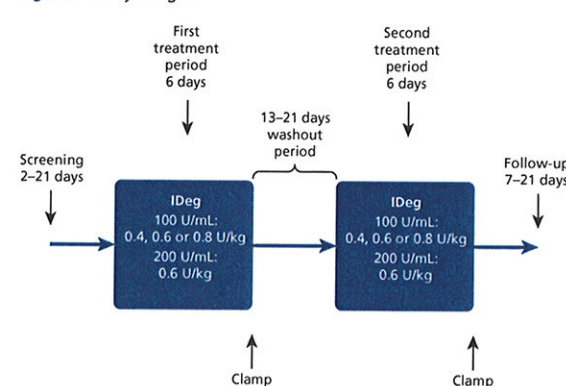 First
treatment
period
6 days
Second
treatment
period
6 days
13–21 days
washout
period
Screening
2–21 days
Follow-up
7–21 days
IDeg
100 U/mL:
0.4, 0.6 or 0.8 U/kg
200 U/mL:
0.6 U/kg
IDeg
100 U/mL:
0.4, 0.6 or 0.8 U/kg
200 U/mL:
0.6 U/kg
Clamp
Clamp